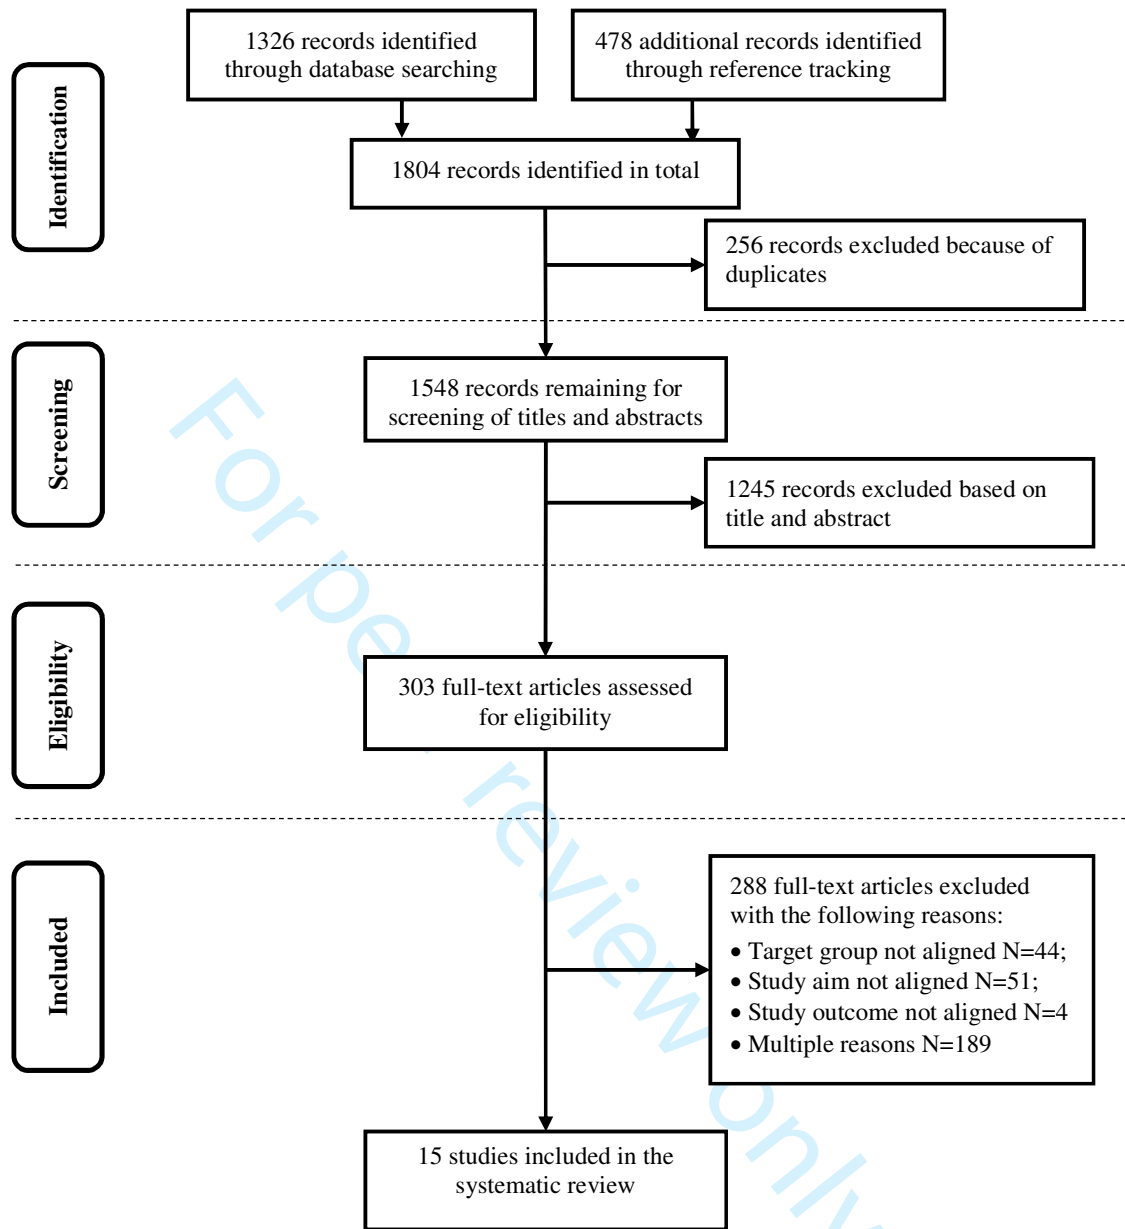 1326 records identified
through database searching
478 additional records identified
through reference tracking
Identification
1804 records identified in total
256 records excluded because of
duplicates
Screening
1548 records remaining for
screening of titles and abstracts
1245 records excluded based on
title and abstract
Eligibility
303 full-text articles assessed
for eligibility
Included
288 full-text articles excluded
with the following reasons:
• Target group not aligned N=44;
• Study aim not aligned N=51;
• Study outcome not aligned N=4
• Multiple reasons N=189
15 studies included in the
systematic review
For peer review only